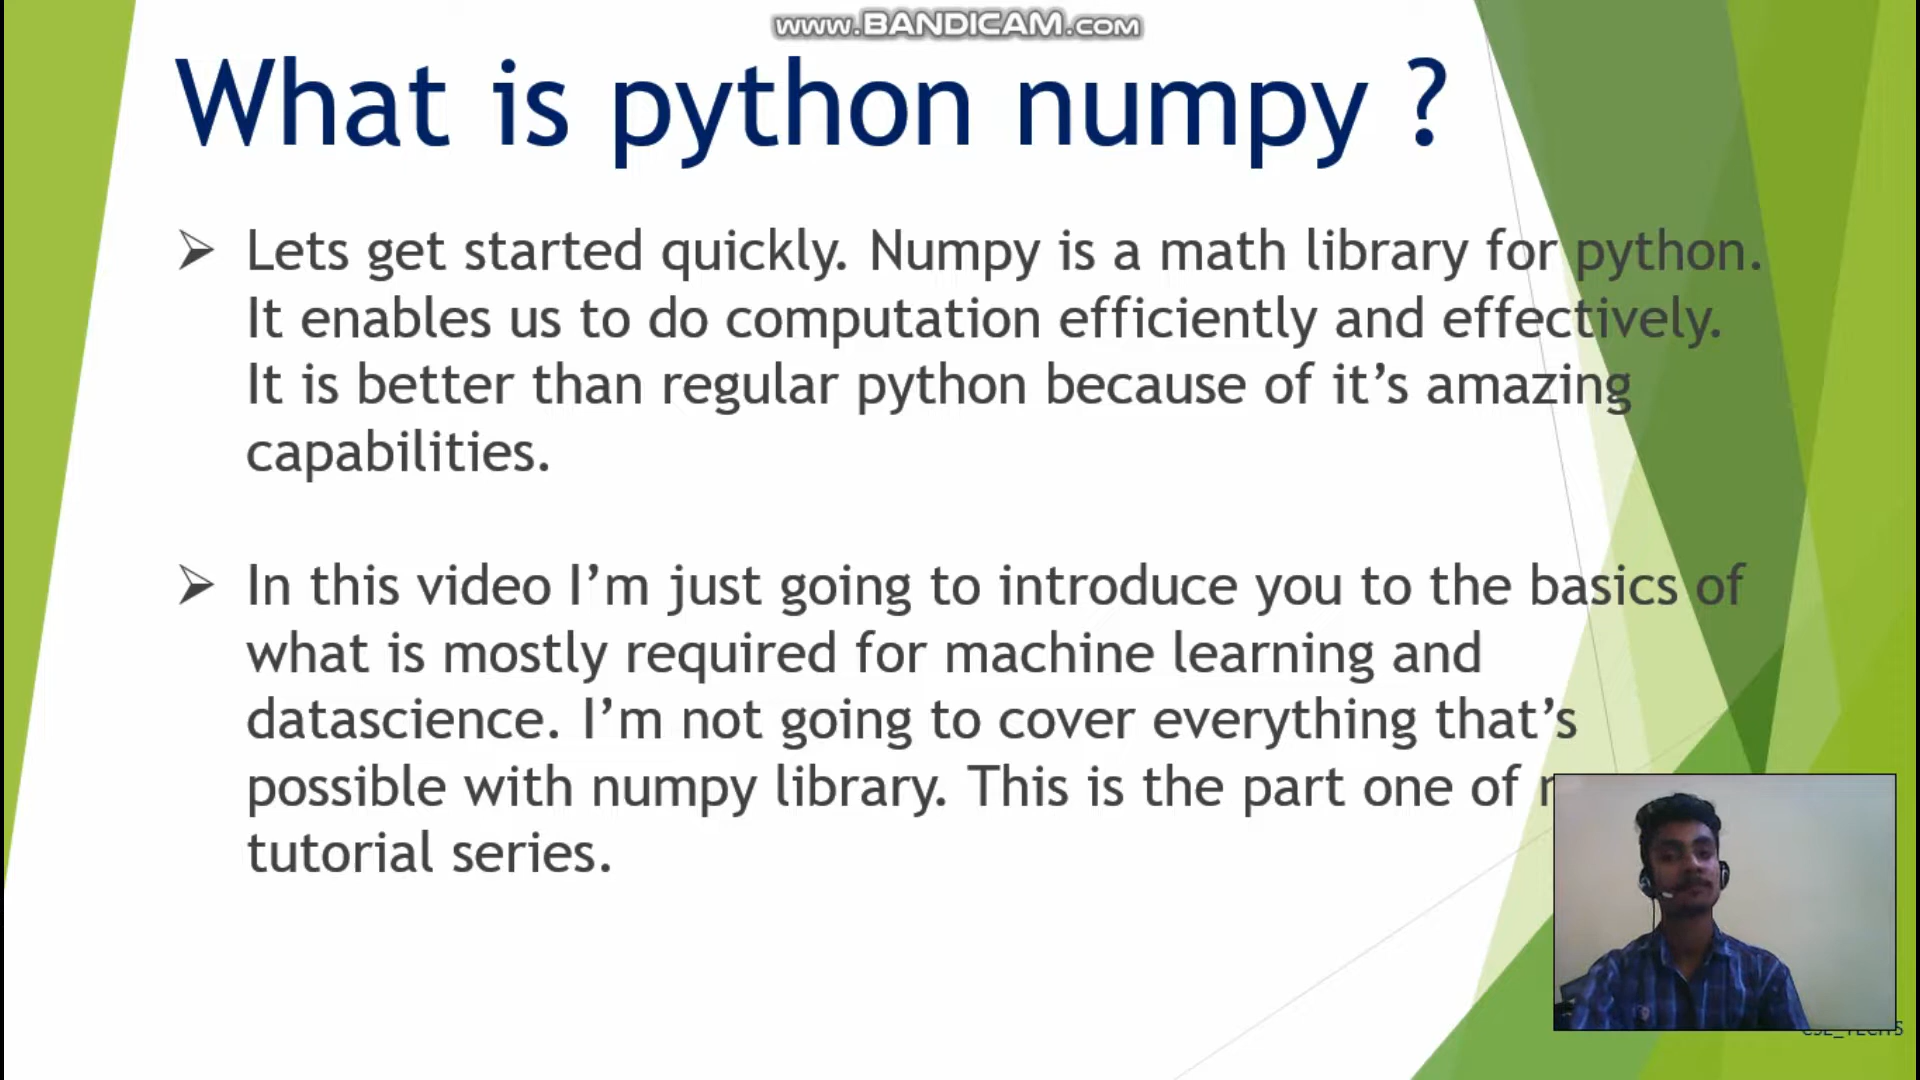 www.BANDICAM.com
What is python numpy ?
Lets get started quickly. Numpy is a math library for python.
It enables us to do computation efficiently and effectively.
It is better than regular python because of it’s amazing
capabilities.
In this video I’m just going to introduce you to the basics of
what is mostly required for machine learning and
datascience. I’m not going to cover everything that’s
possible with numpy library. This is the part one of
tutorial series.